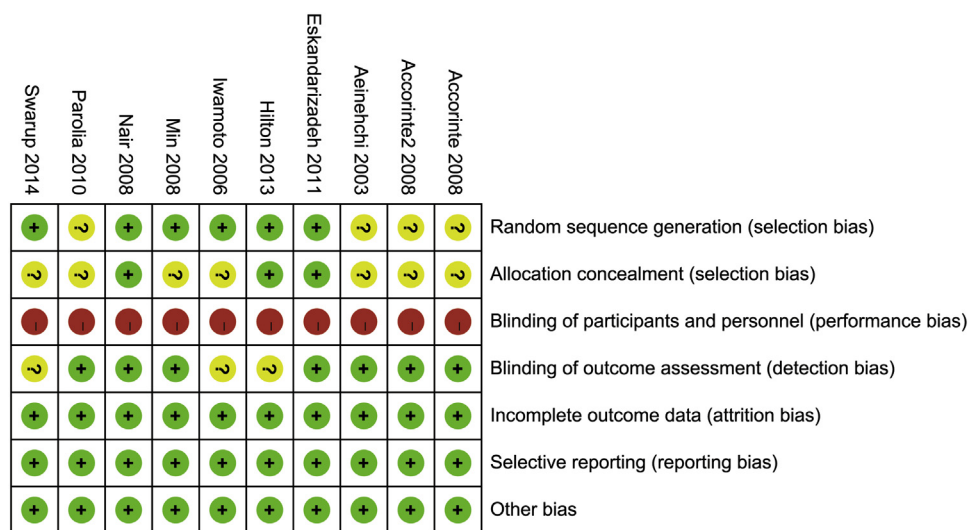 Swarup 2014
Parolia 2010
Nair 2008
Min 2008
Iwamoto 2006
Hilton 2013
Eskandarizadeh 2011
Aeinehchi 2003
Accorinte2 2008
Accorinte 2008
+ ? + + + + + ? ? ? Random sequence generation (selection bias)
? ? + ? ? + + ? ? ? Allocation concealment (selection bias)
– – – – – – – – – – Blinding of participants and personnel (performance bias)
? + + + ? ? + + + + Blinding of outcome assessment (detection bias)
+ + + + + + + + + + Incomplete outcome data (attrition bias)
+ + + + + + + + + + Selective reporting (reporting bias)
+ + + + + + + + + + Other bias